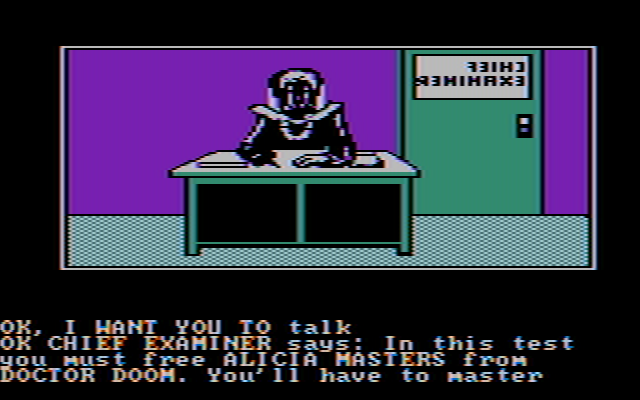 CHIEF
EXAMINER
OK, I WANT YOU TO talk
OK CHIEF EXAMINER says: In this test
you must free ALICIA MASTERS from
DOCTOR DOOM. You'll have to master